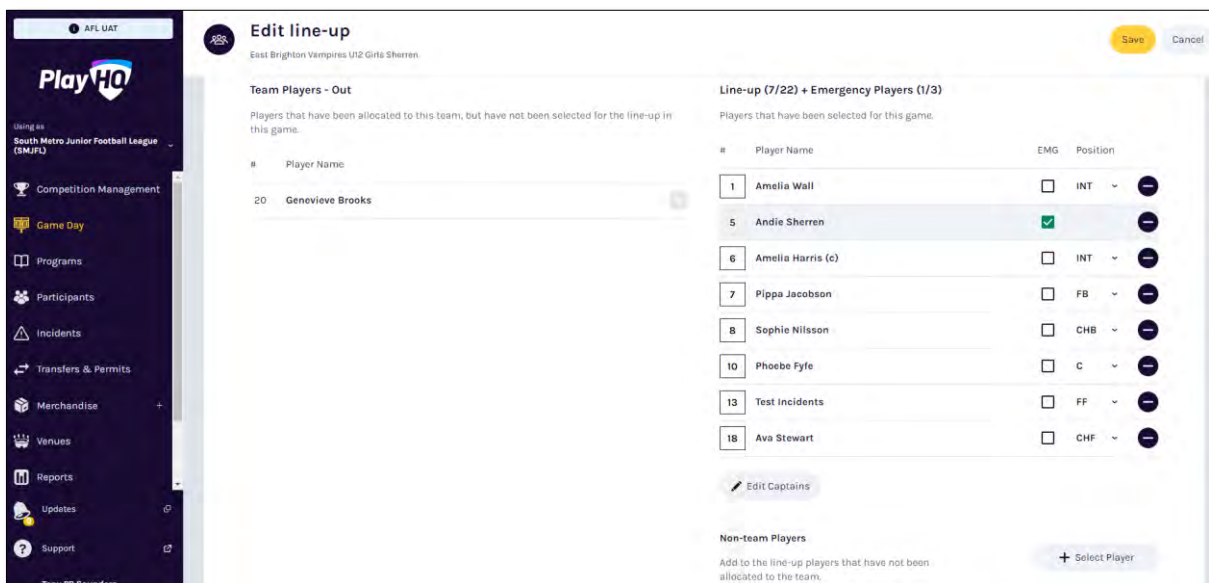 AFL UAT
PlayHQ
Using as
South Metro Junior Football League
(SMJFL)
Competition Management
Game Day
Programs
Participants
Incidents
Transfers & Permits
Merchandise +
Venues
Reports
Updates
Support
Edit line-up
East Brighton Vampires U12 Girls Sherren
Save
Cancel
Team Players - Out
Players that have been allocated to this team, but have not been selected for the line-up in
this game.
# Player Name
20 Genevieve Brooks
Line-up (7/22) + Emergency Players (1/3)
Players that have been selected for this game.
# Player Name EMG Position
1 Amelia Wall INT
5 Andie Sherren
6 Amelia Harris (c) INT
7 Pippa Jacobson FB
8 Sophie Nilsson CHB
10 Phoebe Fyfe C
13 Test Incidents FF
18 Ava Stewart CHF
Edit Captains
Non-team Players
Add to the line-up players that have not been
allocated to the team.
+ Select Player